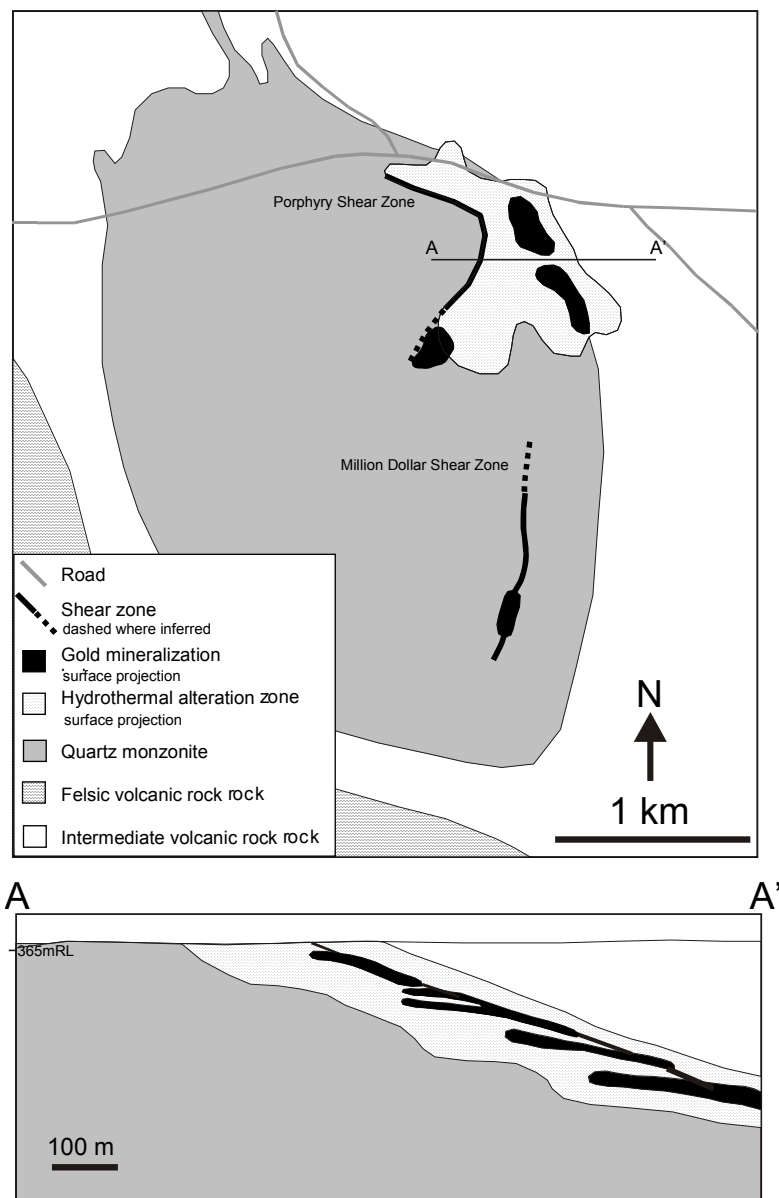 Porphyry Shear Zone
A
A'
Million Dollar Shear Zone
Road
Shear zone
dashed where inferred
Gold mineralization
surface projection
Hydrothermal alteration zone
surface projection
Quartz monzonite
Felsic volcanic rock rock
Intermediate volcanic rock rock
N
1 km
A
A'
365mRL
100 m